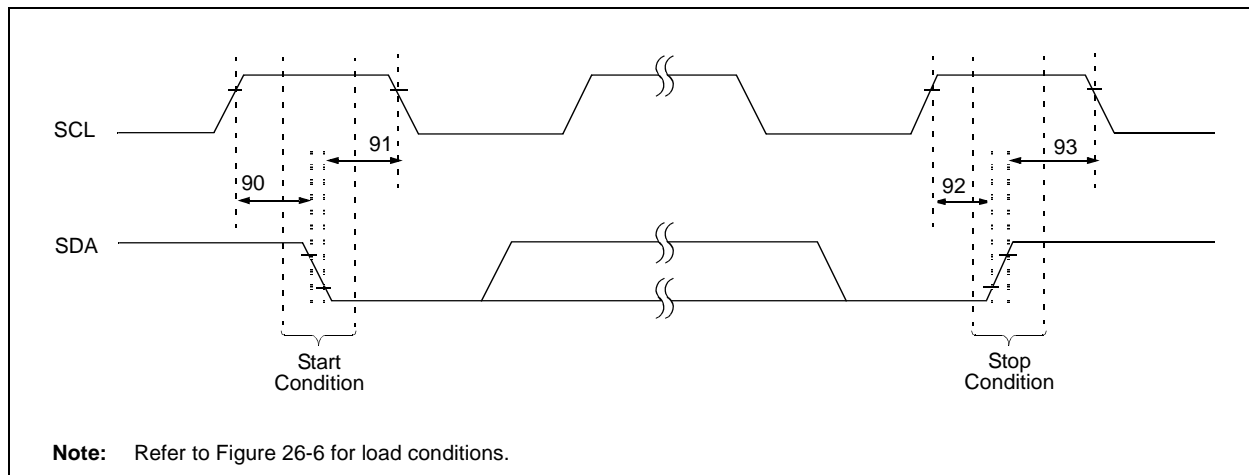 SCL
91
93
90
92
SDA
Start
Condition
Stop
Condition
Note: Refer to Figure 26-6 for load conditions.